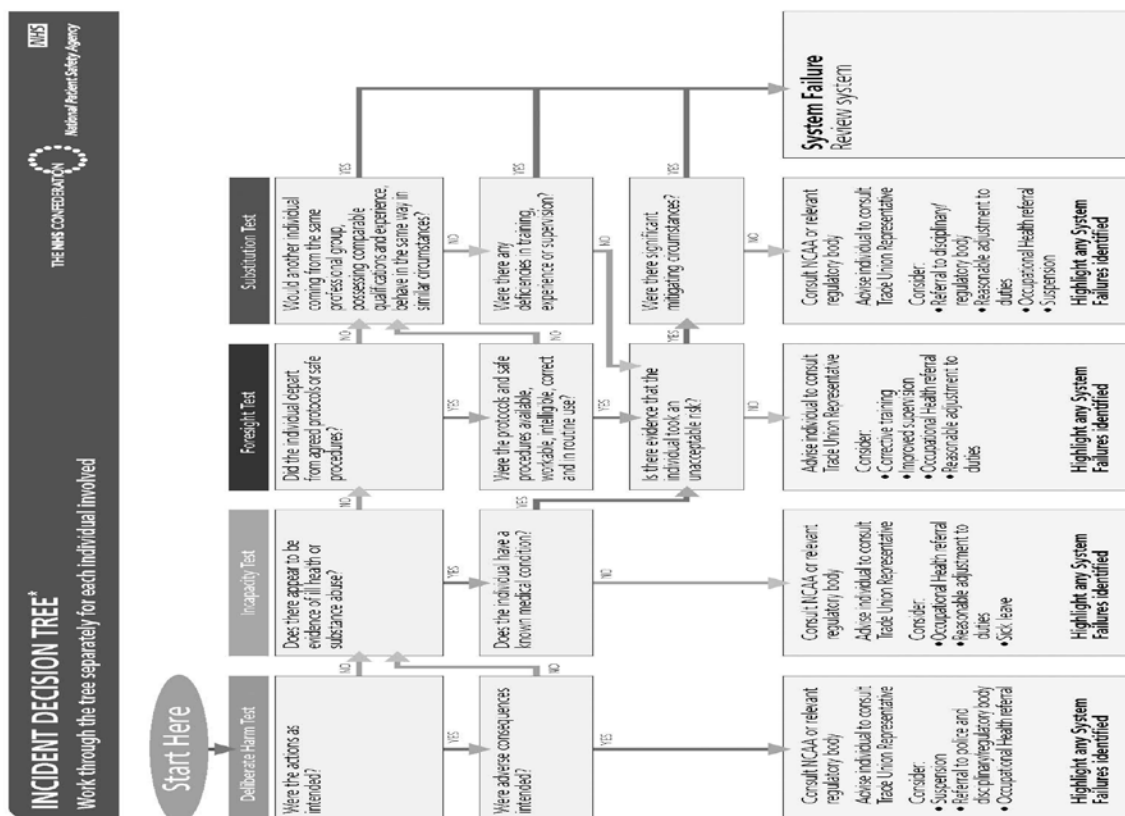 INCIDENT DECISION TREE*
Work through the tree separately for each individual involved
THE NHS CONFEDERATION
NHS
National Patient Safety Agency
Start Here
Deliberate Harm Test
Were the actions as
intended?
NO
YES
Were adverse consequences
intended?
NO
YES
Consult NCAA or relevant
regulatory body
Advise individual to consult
Trade Union Representative
Consider:
• Suspension
• Referral to police and
disciplinary/regulatory body
• Occupational Health referral
Highlight any System
Failures identified
Incapacity Test
Does there appear to be
evidence of ill health or
substance abuse?
NO
YES
Does the individual have a
known medical condition?
YES
NO
Consult NCAA or relevant
regulatory body
Advise individual to consult
Trade Union Representative
Consider:
• Occupational Health referral
• Reasonable adjustment to
duties
• Sick leave
Highlight any System
Failures identified
Foresight Test
Did the individual depart
from agreed protocols or safe
procedures?
NO
YES
Were the protocols and safe
procedures available,
workable, intelligible, correct
and in routine use?
NO
YES
Is there evidence that the
individual took an
unacceptable risk?
YES
NO
Advise individual to consult
Trade Union Representative
Consider:
• Corrective training
• Improved supervision
• Occupational Health referral
• Reasonable adjustment to
duties
Highlight any System
Failures identified
Substitution Test
Would another individual
coming from the same
professional group,
possessing comparable
qualifications and experience,
behave in the same way in
similar circumstances?
YES
NO
Were there any
deficiencies in training,
experience or supervision?
YES
NO
Were there significant
mitigating circumstances?
YES
NO
Consult NCAA or relevant
regulatory body
Advise individual to consult
Trade Union Representative
Consider:
• Referral to disciplinary/
regulatory body
• Reasonable adjustment to
duties
• Occupational Health referral
• Suspension
Highlight any System
Failures identified
System Failure
Review system